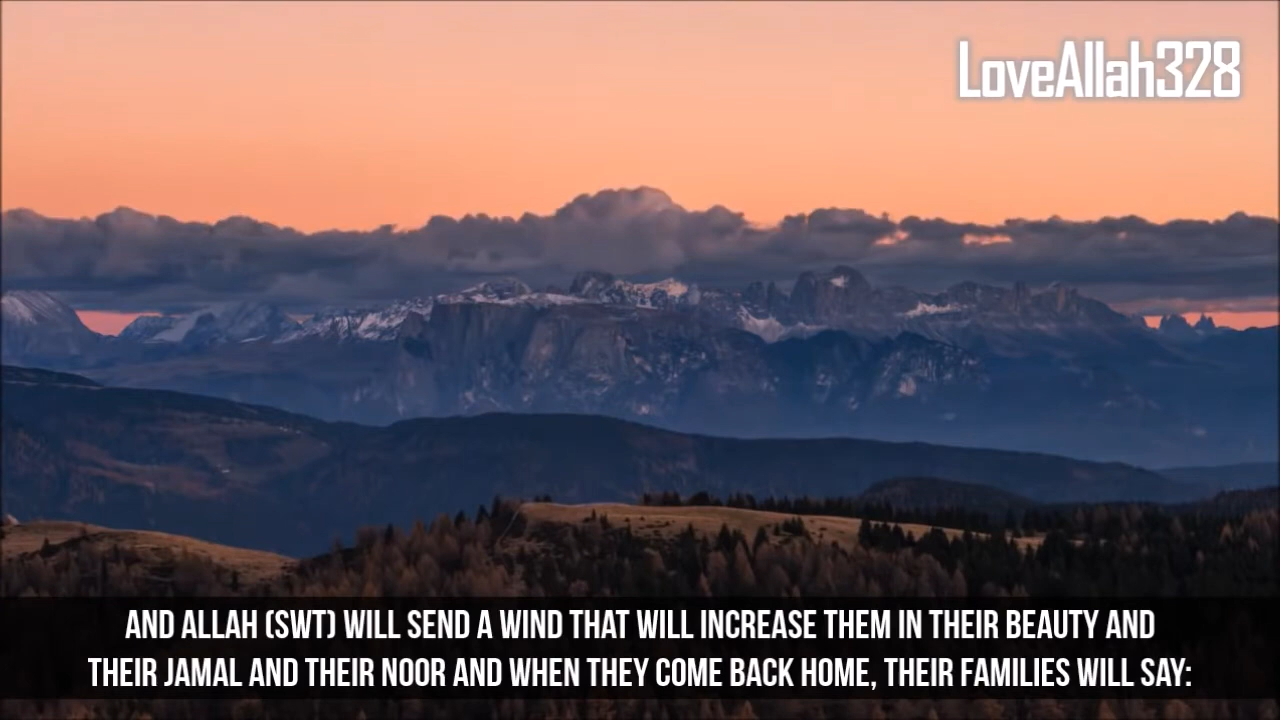 LoveAllah328
AND ALLAH (SWT) WILL SEND A WIND THAT WILL INCREASE THEM IN THEIR BEAUTY AND
THEIR JAMAL AND THEIR NOOR AND WHEN THEY COME BACK HOME, THEIR FAMILIES WILL SAY: